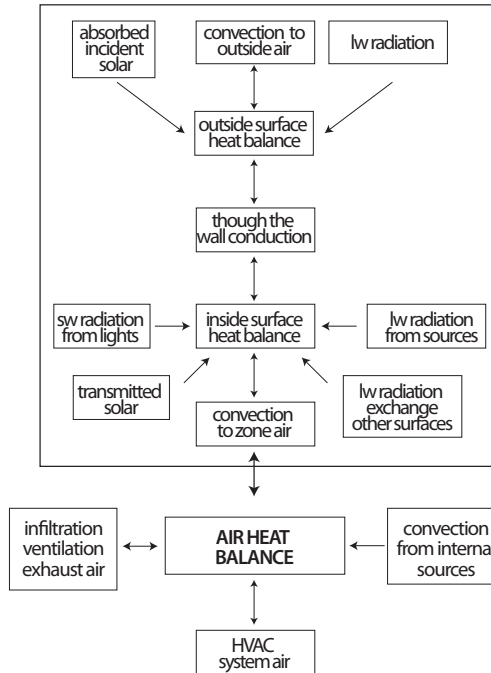 absorbed
incident
solar
convection to
outside air
lw radiation
outside surface
heat balance
though the
wall conduction
sw radiation
from lights
inside surface
heat balance
lw radiation
from sources
transmitted
solar
convection
to zone air
lw radiation
exchange
other surfaces
infiltration
ventilation
exhaust air
AIR HEAT
BALANCE
convection
from interna
sources
HVAC
system air